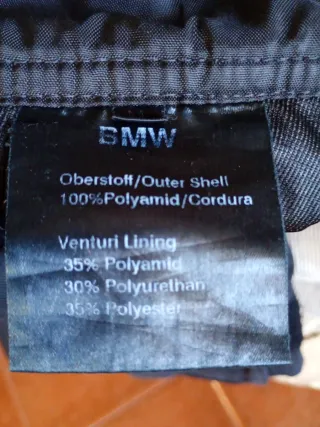 BMW
Oberstoff/Outer Shell
100%Polyamid/Cordura
Venturi Lining
35% Polyamid
30% Polyurethan
35% Polyester